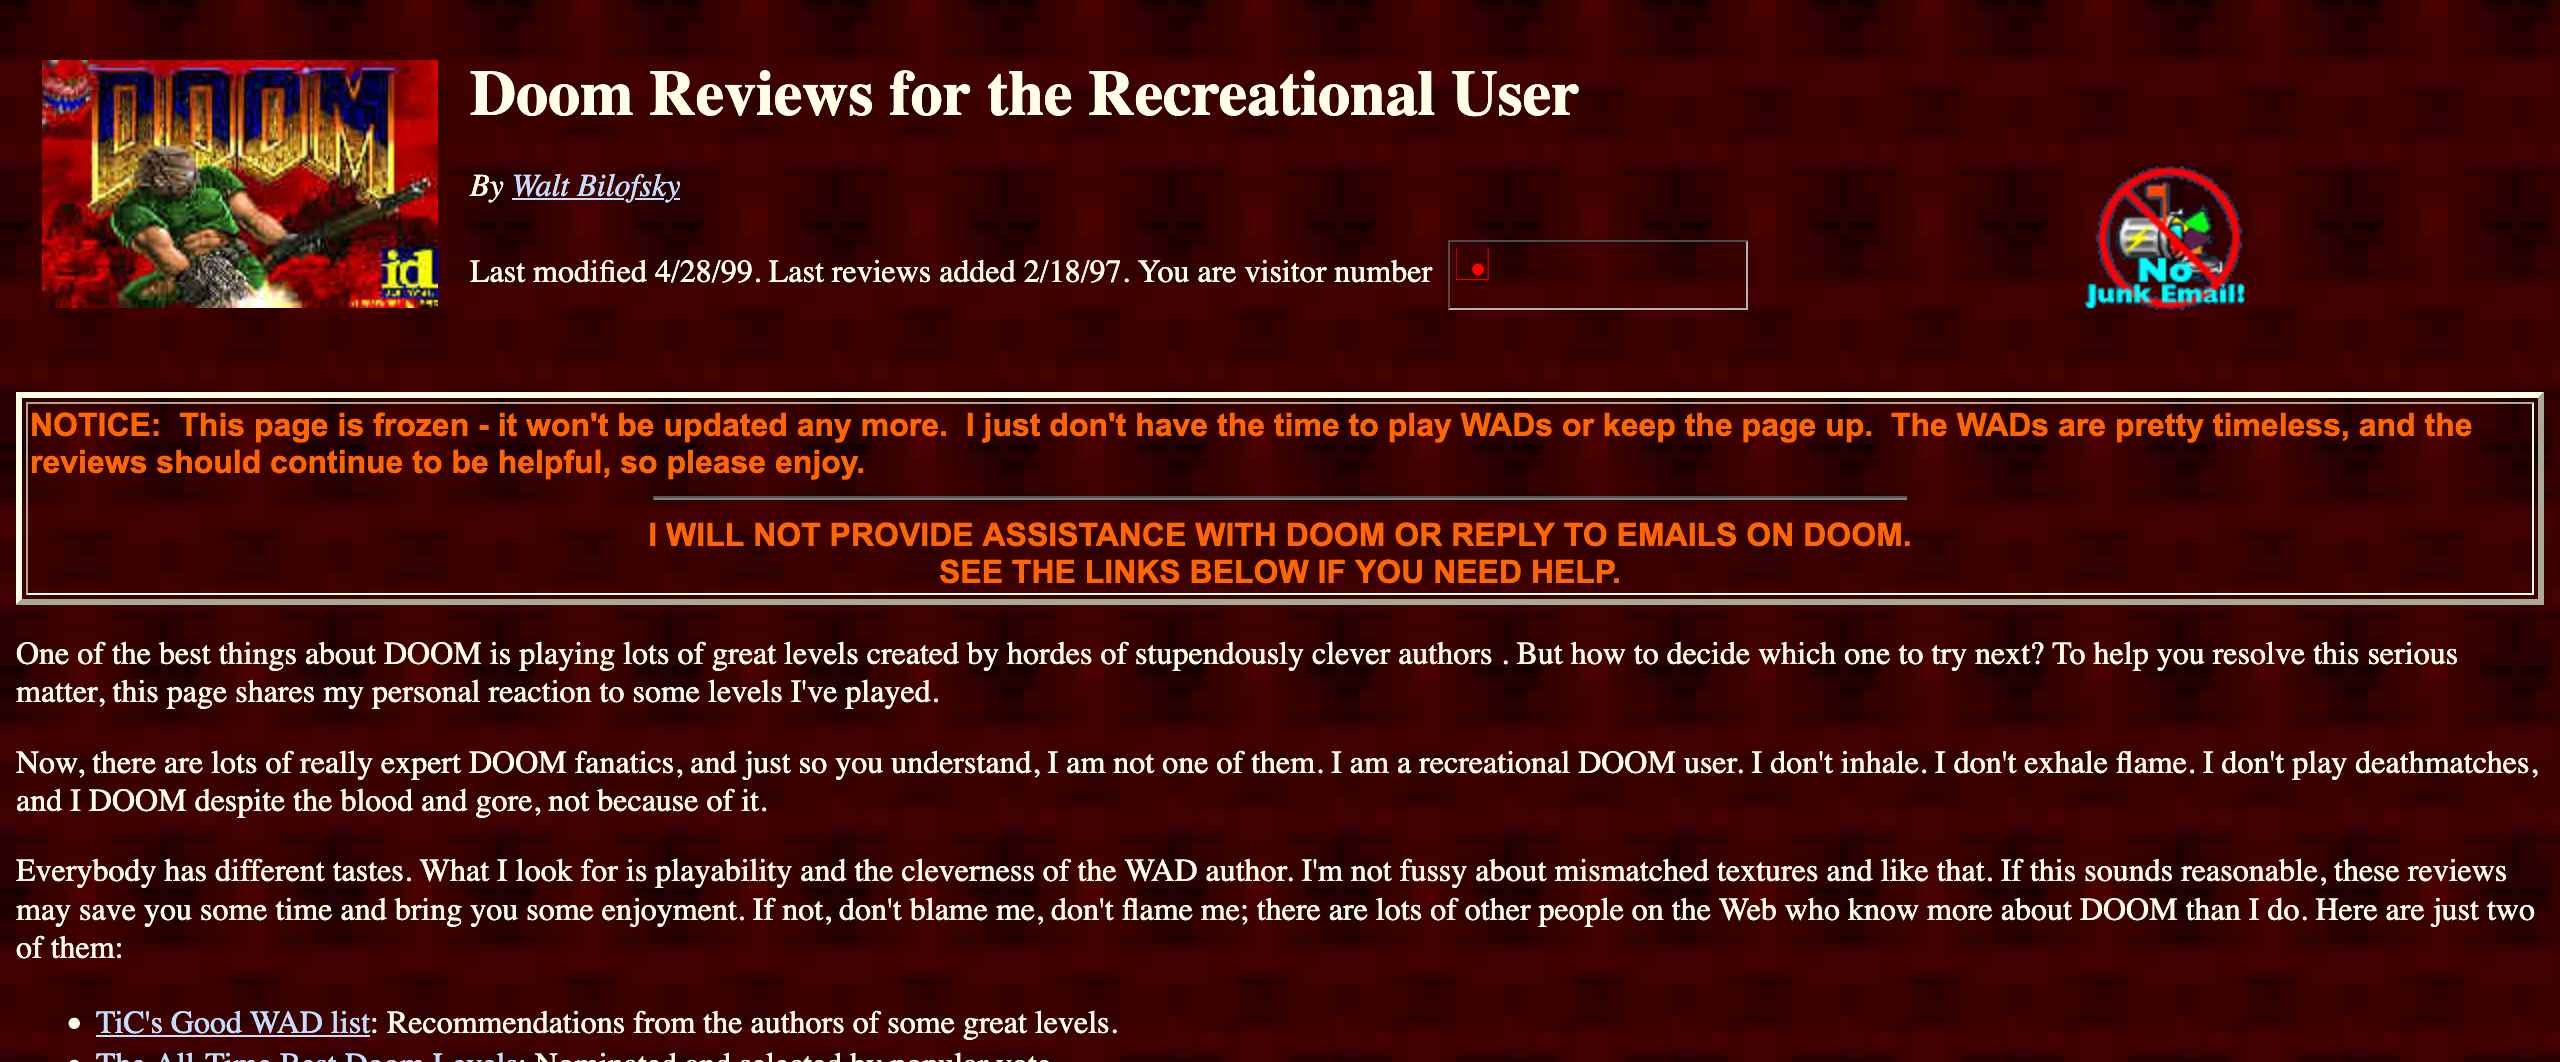 DOOM
id
Doom Reviews for the Recreational User
By Walt Bilofsky
Last modified 4/28/99. Last reviews added 2/18/97. You are visitor number
No
Junk Email!
NOTICE:  This page is frozen - it won't be updated any more.  I just don't have the time to play WADs or keep the page up.  The WADs are pretty timeless, and the
reviews should continue to be helpful, so please enjoy.
I WILL NOT PROVIDE ASSISTANCE WITH DOOM OR REPLY TO EMAILS ON DOOM.
SEE THE LINKS BELOW IF YOU NEED HELP.
One of the best things about DOOM is playing lots of great levels created by hordes of stupendously clever authors . But how to decide which one to try next? To help you resolve this serious
matter, this page shares my personal reaction to some levels I've played.
Now, there are lots of really expert DOOM fanatics, and just so you understand, I am not one of them. I am a recreational DOOM user. I don't inhale. I don't exhale flame. I don't play deathmatches,
and I DOOM despite the blood and gore, not because of it.
Everybody has different tastes. What I look for is playability and the cleverness of the WAD author. I'm not fussy about mismatched textures and like that. If this sounds reasonable, these reviews
may save you some time and bring you some enjoyment. If not, don't blame me, don't flame me; there are lots of other people on the Web who know more about DOOM than I do. Here are just two
of them:
• TiC's Good WAD list: Recommendations from the authors of some great levels.
• The All-Time Best Doom Levels: Nominated and selected by popular vote